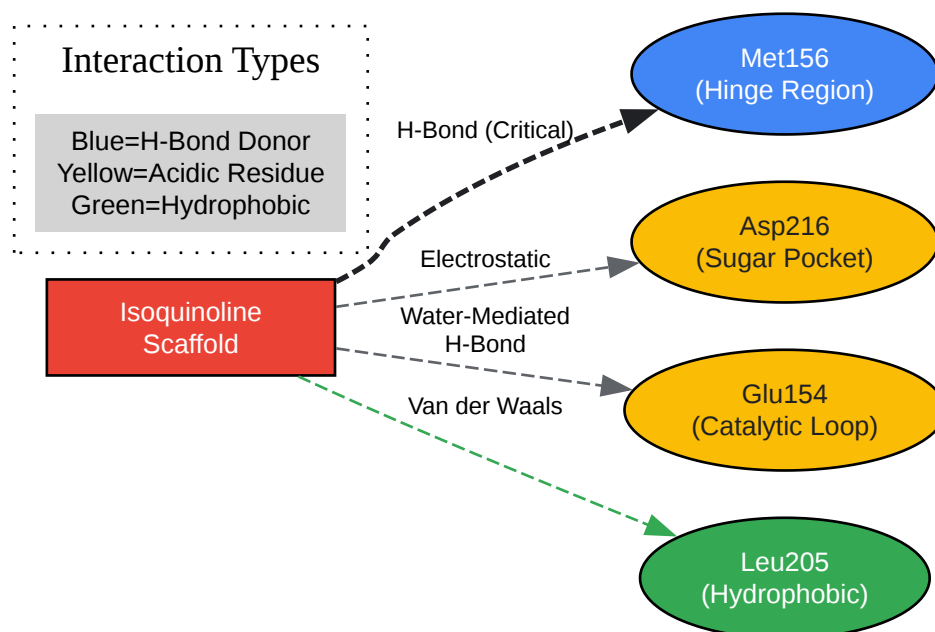 Interaction Types
Blue=H-Bond Donor
Yellow=Acidic Residue
Green=Hydrophobic
Isoquinoline
Scaffold
H-Bond (Critical)
Electrostatic
Water-Mediated
H-Bond
Van der Waals
Met156
(Hinge Region)
Asp216
(Sugar Pocket)
Glu154
(Catalytic Loop)
Leu205
(Hydrophobic)